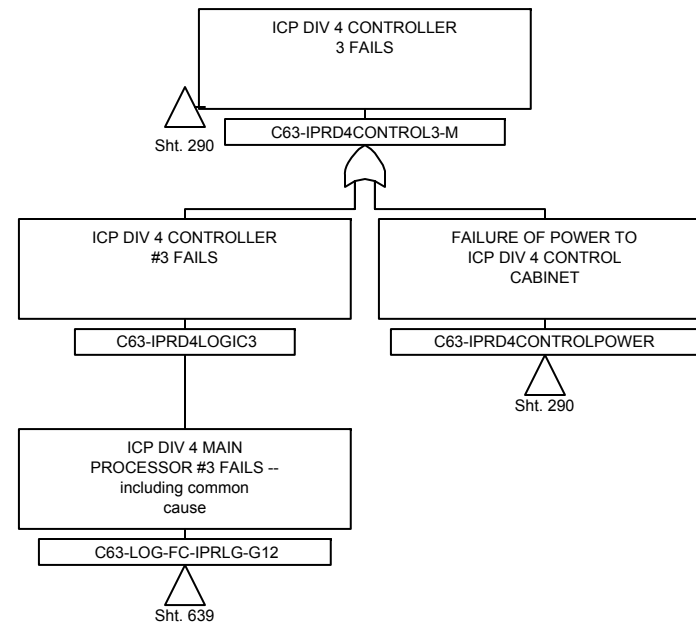 ICP DIV 4 CONTROLLER
3 FAILS
Sht. 290
C63-IPRD4CONTROL3-M
ICP DIV 4 CONTROLLER
#3 FAILS
C63-IPRD4LOGIC3
FAILURE OF POWER TO
ICP DIV 4 CONTROL
CABINET
C63-IPRD4CONTROLPOWER
Sht. 290
ICP DIV 4 MAIN
PROCESSOR #3 FAILS --
including common
cause
C63-LOG-FC-IPRLG-G12
Sht. 639